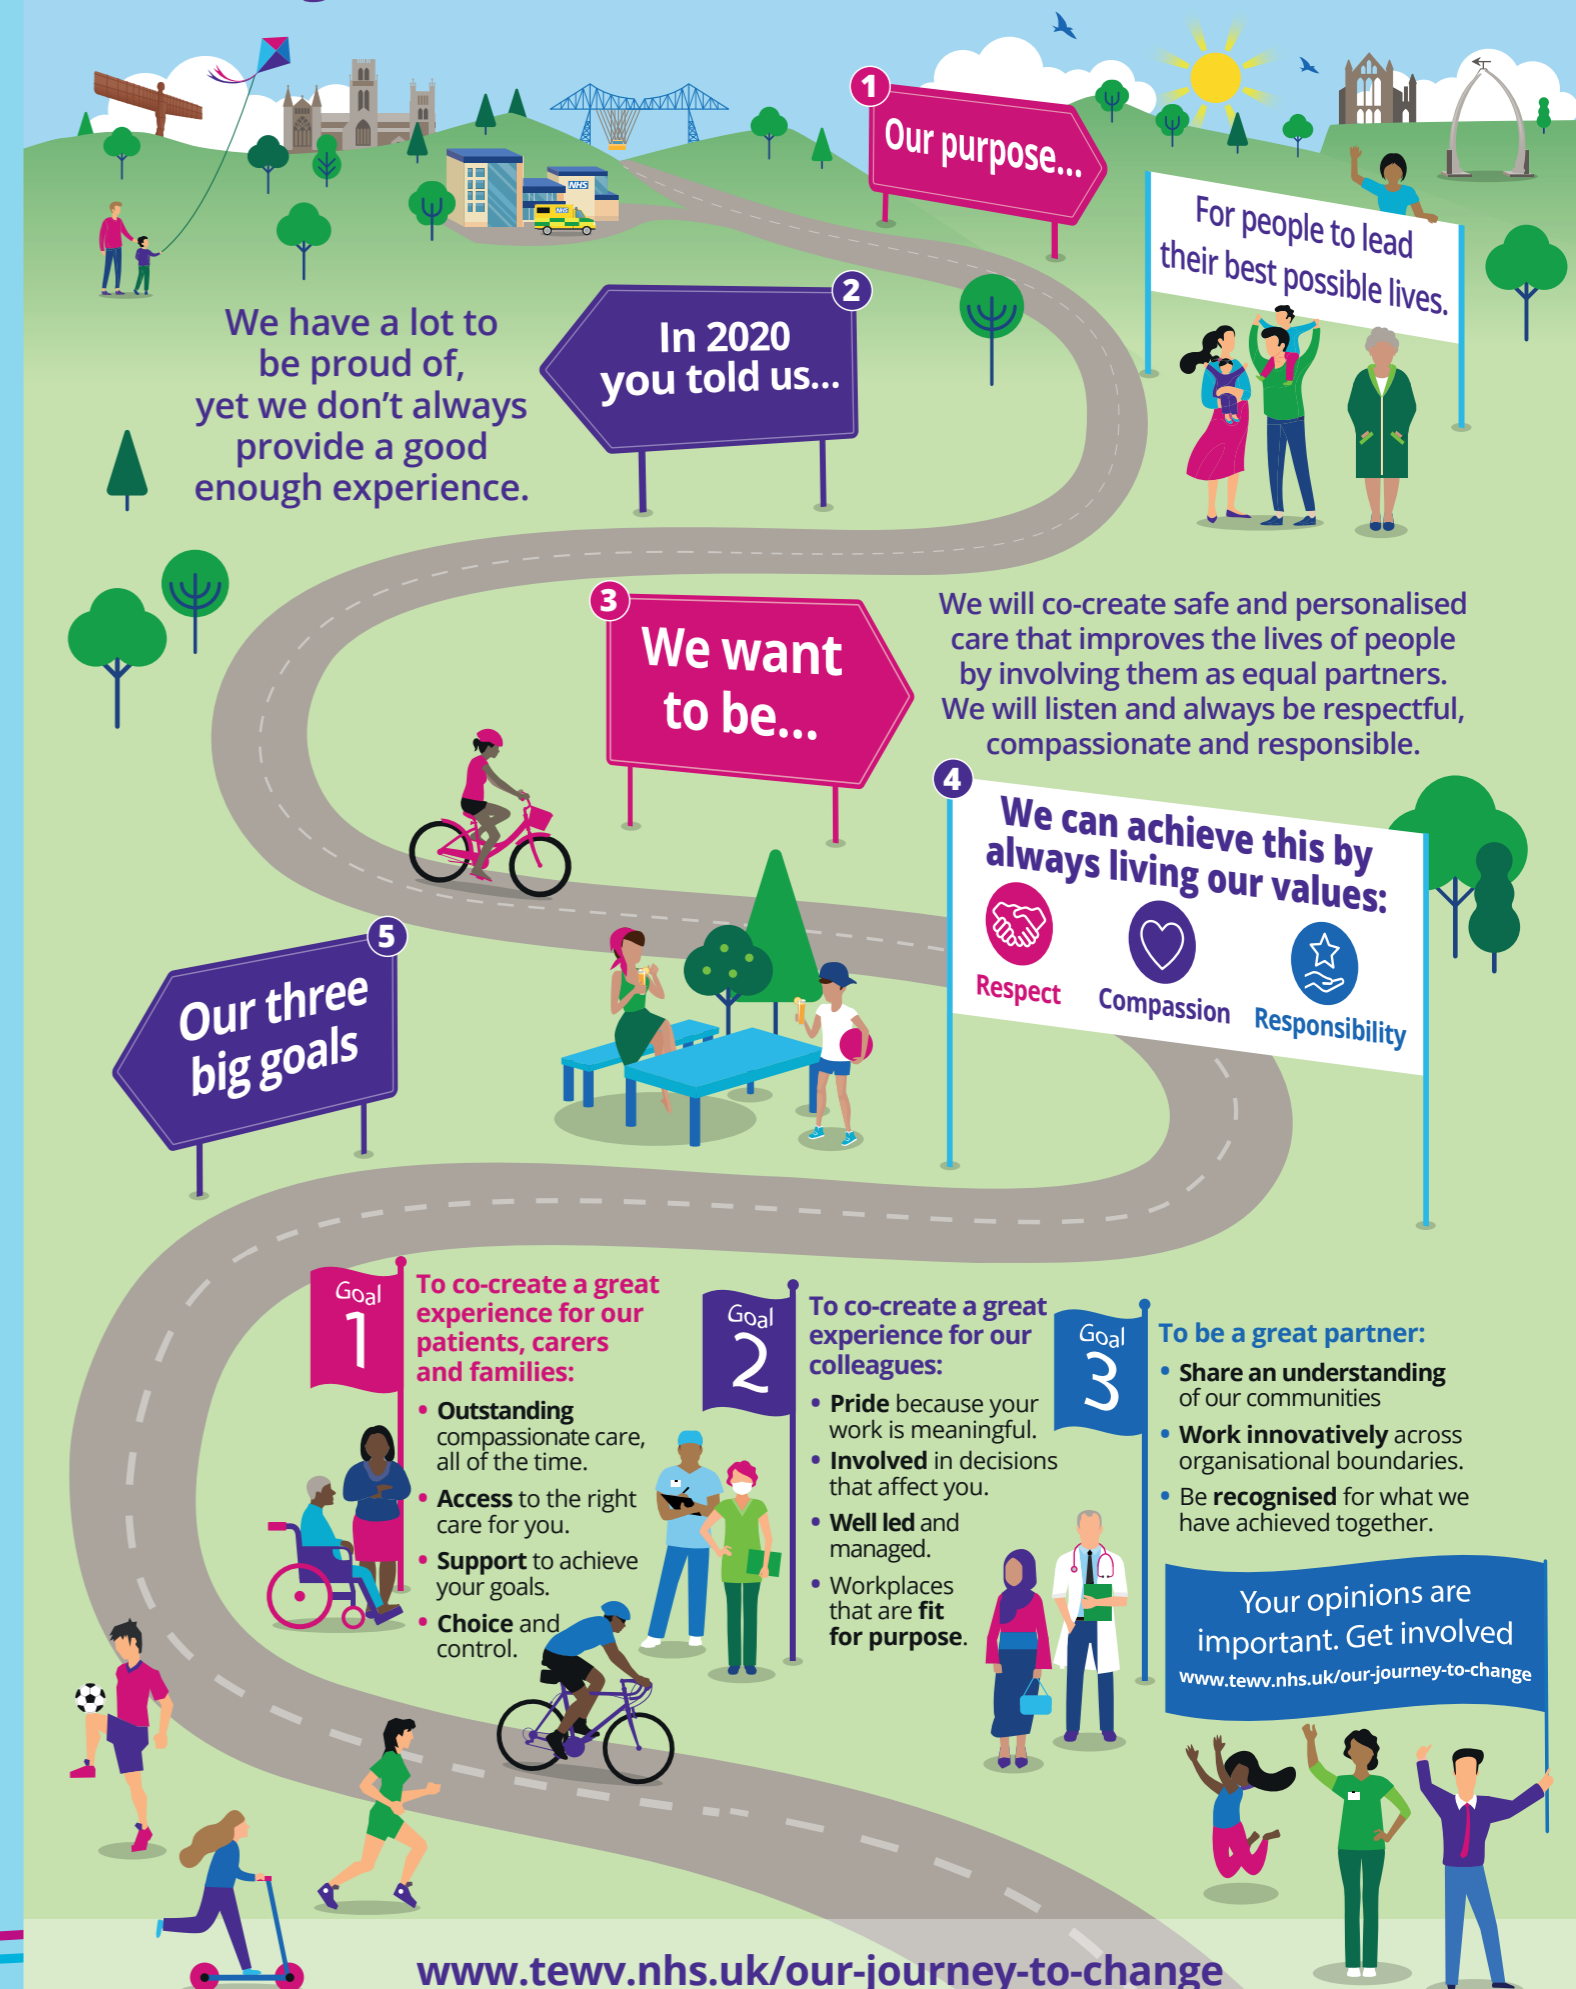 1
Our purpose...
For people to lead
their best possible lives.
NHS
NHS
2
In 2020
you told us...
We have a lot to
be proud of,
yet we don't always
provide a good
enough experience.
3
We want
to be...
We will co-create safe and personalised
care that improves the lives of people
by involving them as equal partners.
We will listen and always be respectful,
compassionate and responsible.
4
We can achieve this by
always living our values:
Respect
Compassion
Responsibility
5
Our three
big goals
Goal
1
To co-create a great
experience for our
patients, carers
and families:
• Outstanding
compassionate care,
all of the time.
• Access to the right
care for you.
• Support to achieve
your goals.
• Choice and
control.
Goal
2
To co-create a great
experience for our
colleagues:
• Pride because your
work is meaningful.
• Involved in decisions
that affect you.
• Well led and
managed.
• Workplaces
that are fit
for purpose.
Goal
3
To be a great partner:
• Share an understanding
of our communities
• Work innovatively across
organisational boundaries.
• Be recognised for what we
have achieved together.
Your opinions are
important. Get involved
www.tewv.nhs.uk/our-journey-to-change
www.tewv.nhs.uk/our-journey-to-change